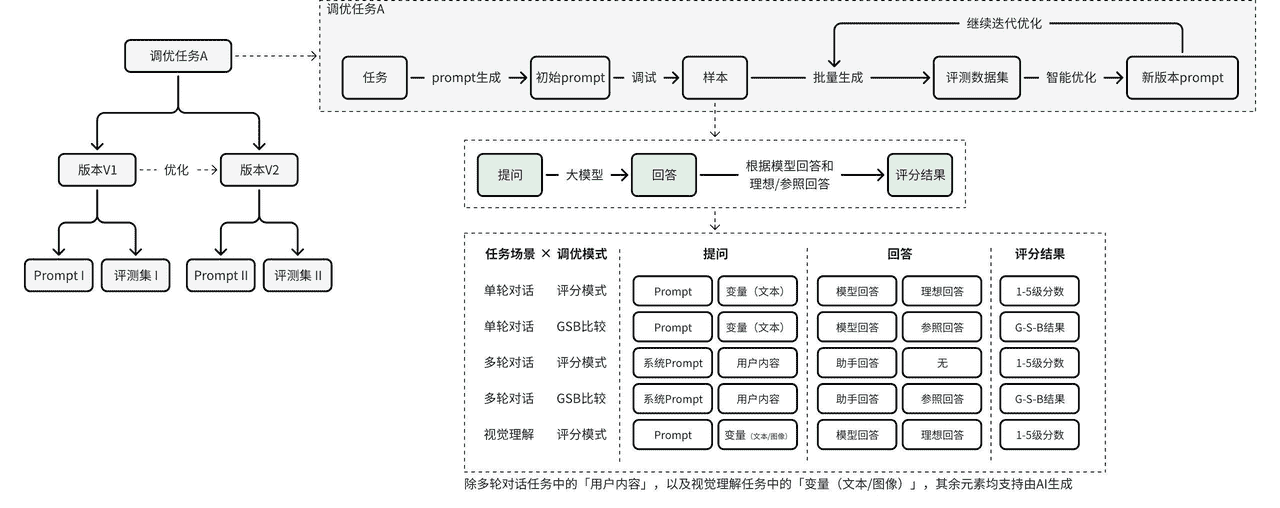 调优任务A
版本V1
优化
版本V2
Prompt I
评测集 I
Prompt II
评测集 II
调优任务A
继续迭代优化
任务
prompt生成
初始prompt
调试
样本
批量生成
评测数据集
智能优化
新版本prompt
提问
大模型
回答
根据模型回答和
理想/参照回答
评分结果
任务场景 × 调优模式 提问 回答 评分结果
单轮对话 评分模式 Prompt 变量（文本） 模型回答 理想回答 1-5级分数
单轮对话 GSB比较 Prompt 变量（文本） 模型回答 参照回答 G-S-B结果
多轮对话 评分模式 系统Prompt 用户内容 助手回答 无 1-5级分数
多轮对话 GSB比较 系统Prompt 用户内容 助手回答 参照回答 G-S-B结果
视觉理解 评分模式 Prompt 变量（文本/图像） 模型回答 理想回答 1-5级分数
除多轮对话任务中的「用户内容」，以及视觉理解任务中的「变量（文本/图像）」，其余元素均支持由AI生成